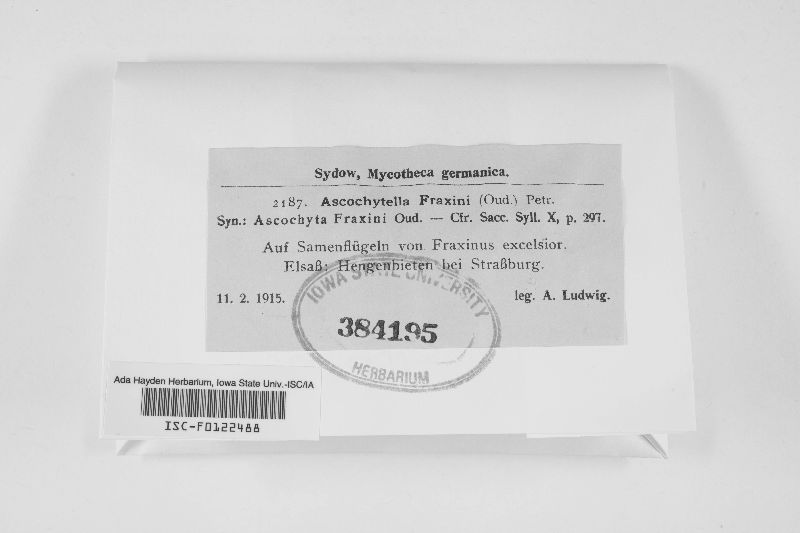 Sydow, Mycotheca germanica.
2187. Ascochytella Fraxini (Oud.) Petr.
Syn.: Ascochyta Fraxini Oud. — Cfr. Sacc. Syll. X, p. 297.
Auf Samenflügeln von Fraxinus excelsior.
Elsaß: Hengenbieten bei Straßburg.
11. 2. 1915. leg. A. Ludwig.
IOWA STATE UNIVERSITY
384195
HERBARIUM
Ada Hayden Herbarium, Iowa State Univ.-ISC/IA
ISC-F0122488